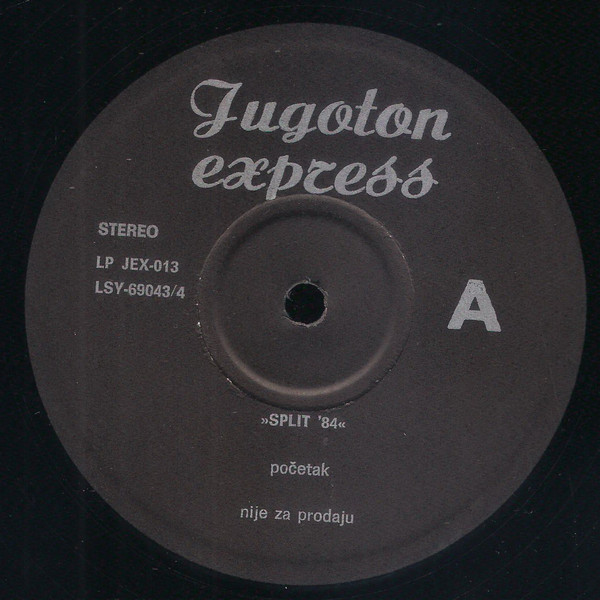 Jugoton
express
STEREO
LP JEX-013
LSY-69043/4
A
»SPLIT '84«
početak
nije za prodaju